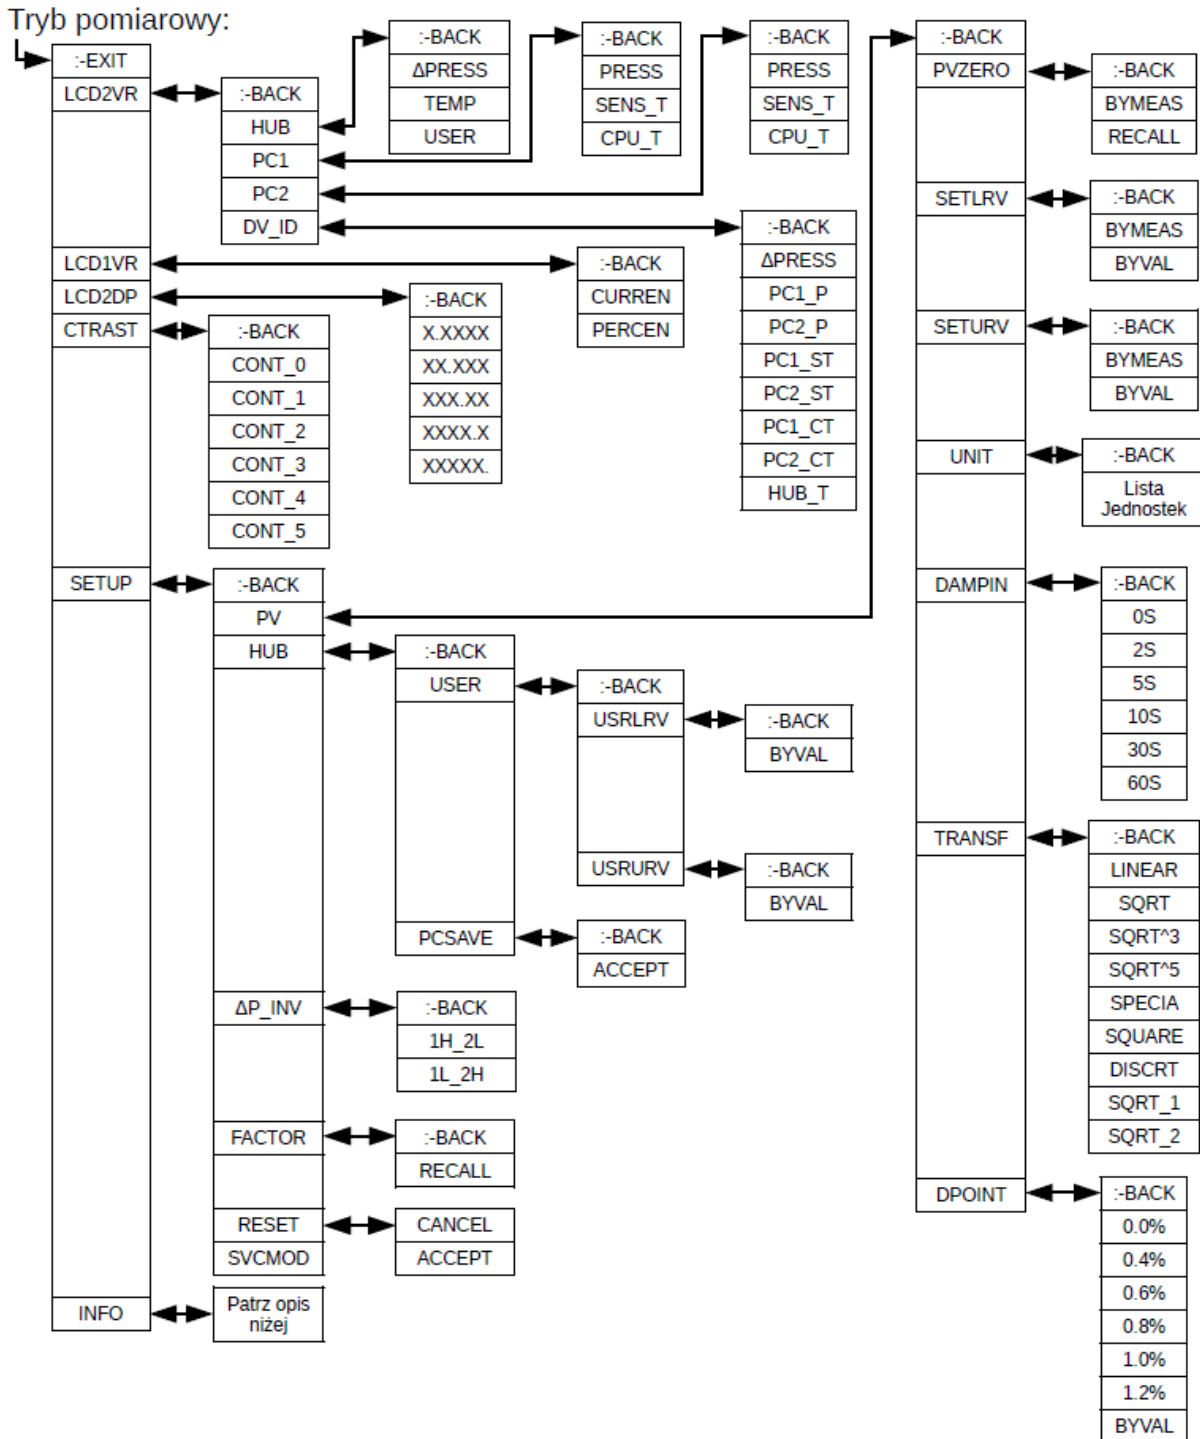 Tryb pomiarowy:
:-EXIT
LCD2VR
LCD1VR
LCD2DP
CTRAST
SETUP
INFO
:-BACK
HUB
PC1
PC2
DV_ID
:-BACK
ΔPRESS
TEMP
USER
:-BACK
PRESS
SENS_T
CPU_T
:-BACK
PRESS
SENS_T
CPU_T
:-BACK
ΔPRESS
PC1_P
PC2_P
PC1_ST
PC2_ST
PC1_CT
PC2_CT
HUB_T
:-BACK
CURREN
PERCEN
:-BACK
X.XXXX
XX.XXX
XXX.XX
XXXX.X
XXXXX.
:-BACK
CONT_0
CONT_1
CONT_2
CONT_3
CONT_4
CONT_5
:-BACK
PV
HUB
ΔP_INV
FACTOR
RESET
SVCMOD
Patrz opis
niżej
:-BACK
USER
PCSAVE
:-BACK
USRLRV
USRURV
:-BACK
BYVAL
:-BACK
BYVAL
:-BACK
ACCEPT
:-BACK
1H_2L
1L_2H
:-BACK
RECALL
CANCEL
ACCEPT
:-BACK
PVZERO
SETLRV
SETURV
UNIT
DAMPIN
TRANSF
DPOINT
:-BACK
BYMEAS
RECALL
:-BACK
BYMEAS
BYVAL
:-BACK
BYMEAS
BYVAL
:-BACK
Lista
Jednostek
:-BACK
0S
2S
5S
10S
30S
60S
:-BACK
LINEAR
SQRT
SQRT^3
SQRT^5
SPECIA
SQUARE
DISCRT
SQRT_1
SQRT_2
:-BACK
0.0%
0.4%
0.6%
0.8%
1.0%
1.2%
BYVAL